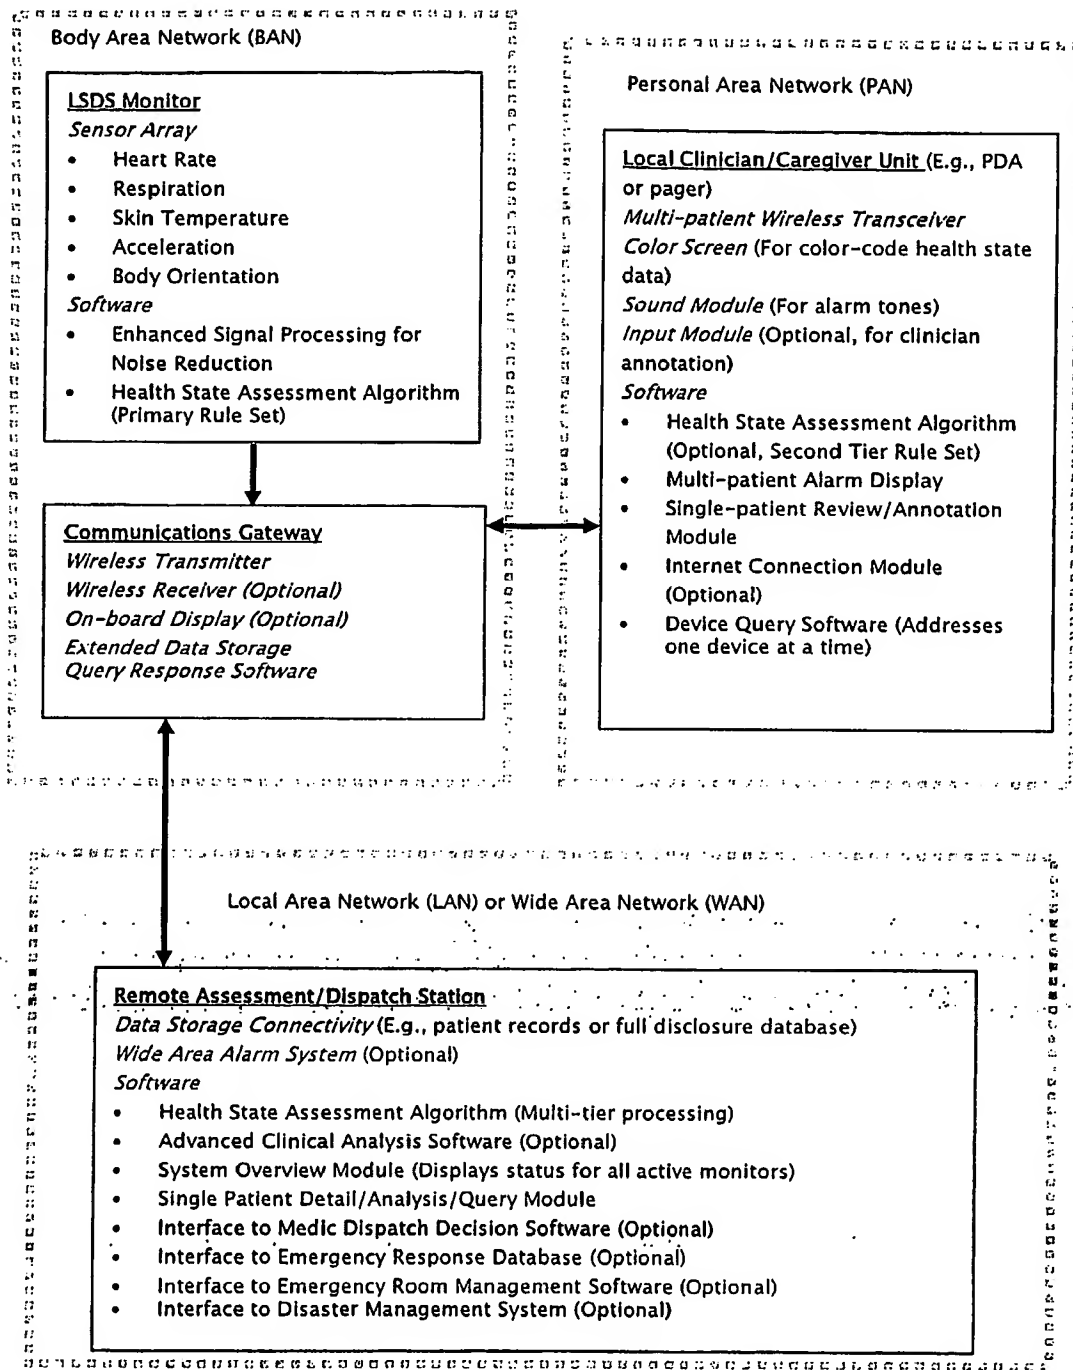 Body Area Network (BAN)
LSDS Monitor
Sensor Array
• Heart Rate
• Respiration
• Skin Temperature
• Acceleration
• Body Orientation
Software
• Enhanced Signal Processing for
Noise Reduction
• Health State Assessment Algorithm
(Primary Rule Set)
Communications Gateway
Wireless Transmitter
Wireless Receiver (Optional)
On-board Display (Optional)
Extended Data Storage
Query Response Software
Personal Area Network (PAN)
Local Clinician/Caregiver Unit (E.g., PDA
or pager)
Multi-patient Wireless Transceiver
Color Screen (For color-code health state
data)
Sound Module (For alarm tones)
Input Module (Optional, for clinician
annotation)
Software
• Health State Assessment Algorithm
(Optional, Second Tier Rule Set)
• Multi-patient Alarm Display
• Single-patient Review/Annotation
Module
• Internet Connection Module
(Optional)
• Device Query Software (Addresses
one device at a time)
Local Area Network (LAN) or Wide Area Network (WAN)
Remote Assessment/Dispatch Station
Data Storage Connectivity (E.g., patient records or full disclosure database)
Wide Area Alarm System (Optional)
Software
• Health State Assessment Algorithm (Multi-tier processing)
• Advanced Clinical Analysis Software (Optional)
• System Overview Module (Displays status for all active monitors)
• Single Patient Detail/Analysis/Query Module
• Interface to Medic Dispatch Decision Software (Optional)
• Interface to Emergency Response Database (Optional)
• Interface to Emergency Room Management Software (Optional)
• Interface to Disaster Management System (Optional)